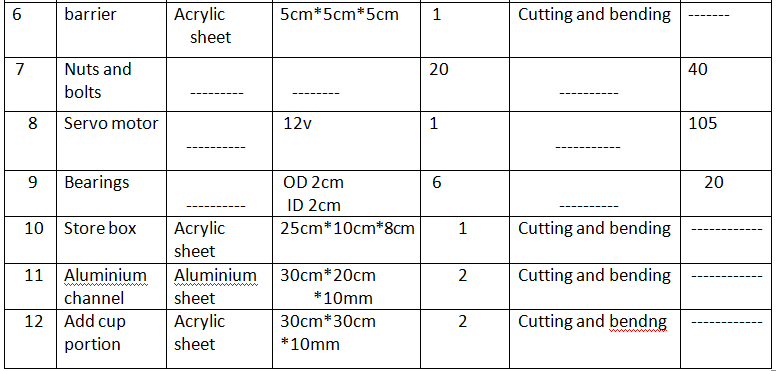 6 barrier Acrylic 5cm*5cm*5cm 1 Cutting and bending -------
sheet
7 Nuts and 20 40
bolts --------- -------- ----------
8 Servo motor 12v 1 105
---------- -----------
9 Bearings OD 2cm 6 20
---------- ID 2cm ----------
10 Store box Acrylic 25cm*10cm*8cm 1 Cutting and bending ------------
sheet
11 Aluminium Aluminium 30cm*20cm 2 Cutting and bending ------------
channel sheet *10mm
12 Add cup Acrylic 30cm*30cm 2 Cutting and bendng ------------
portion sheet *10mm